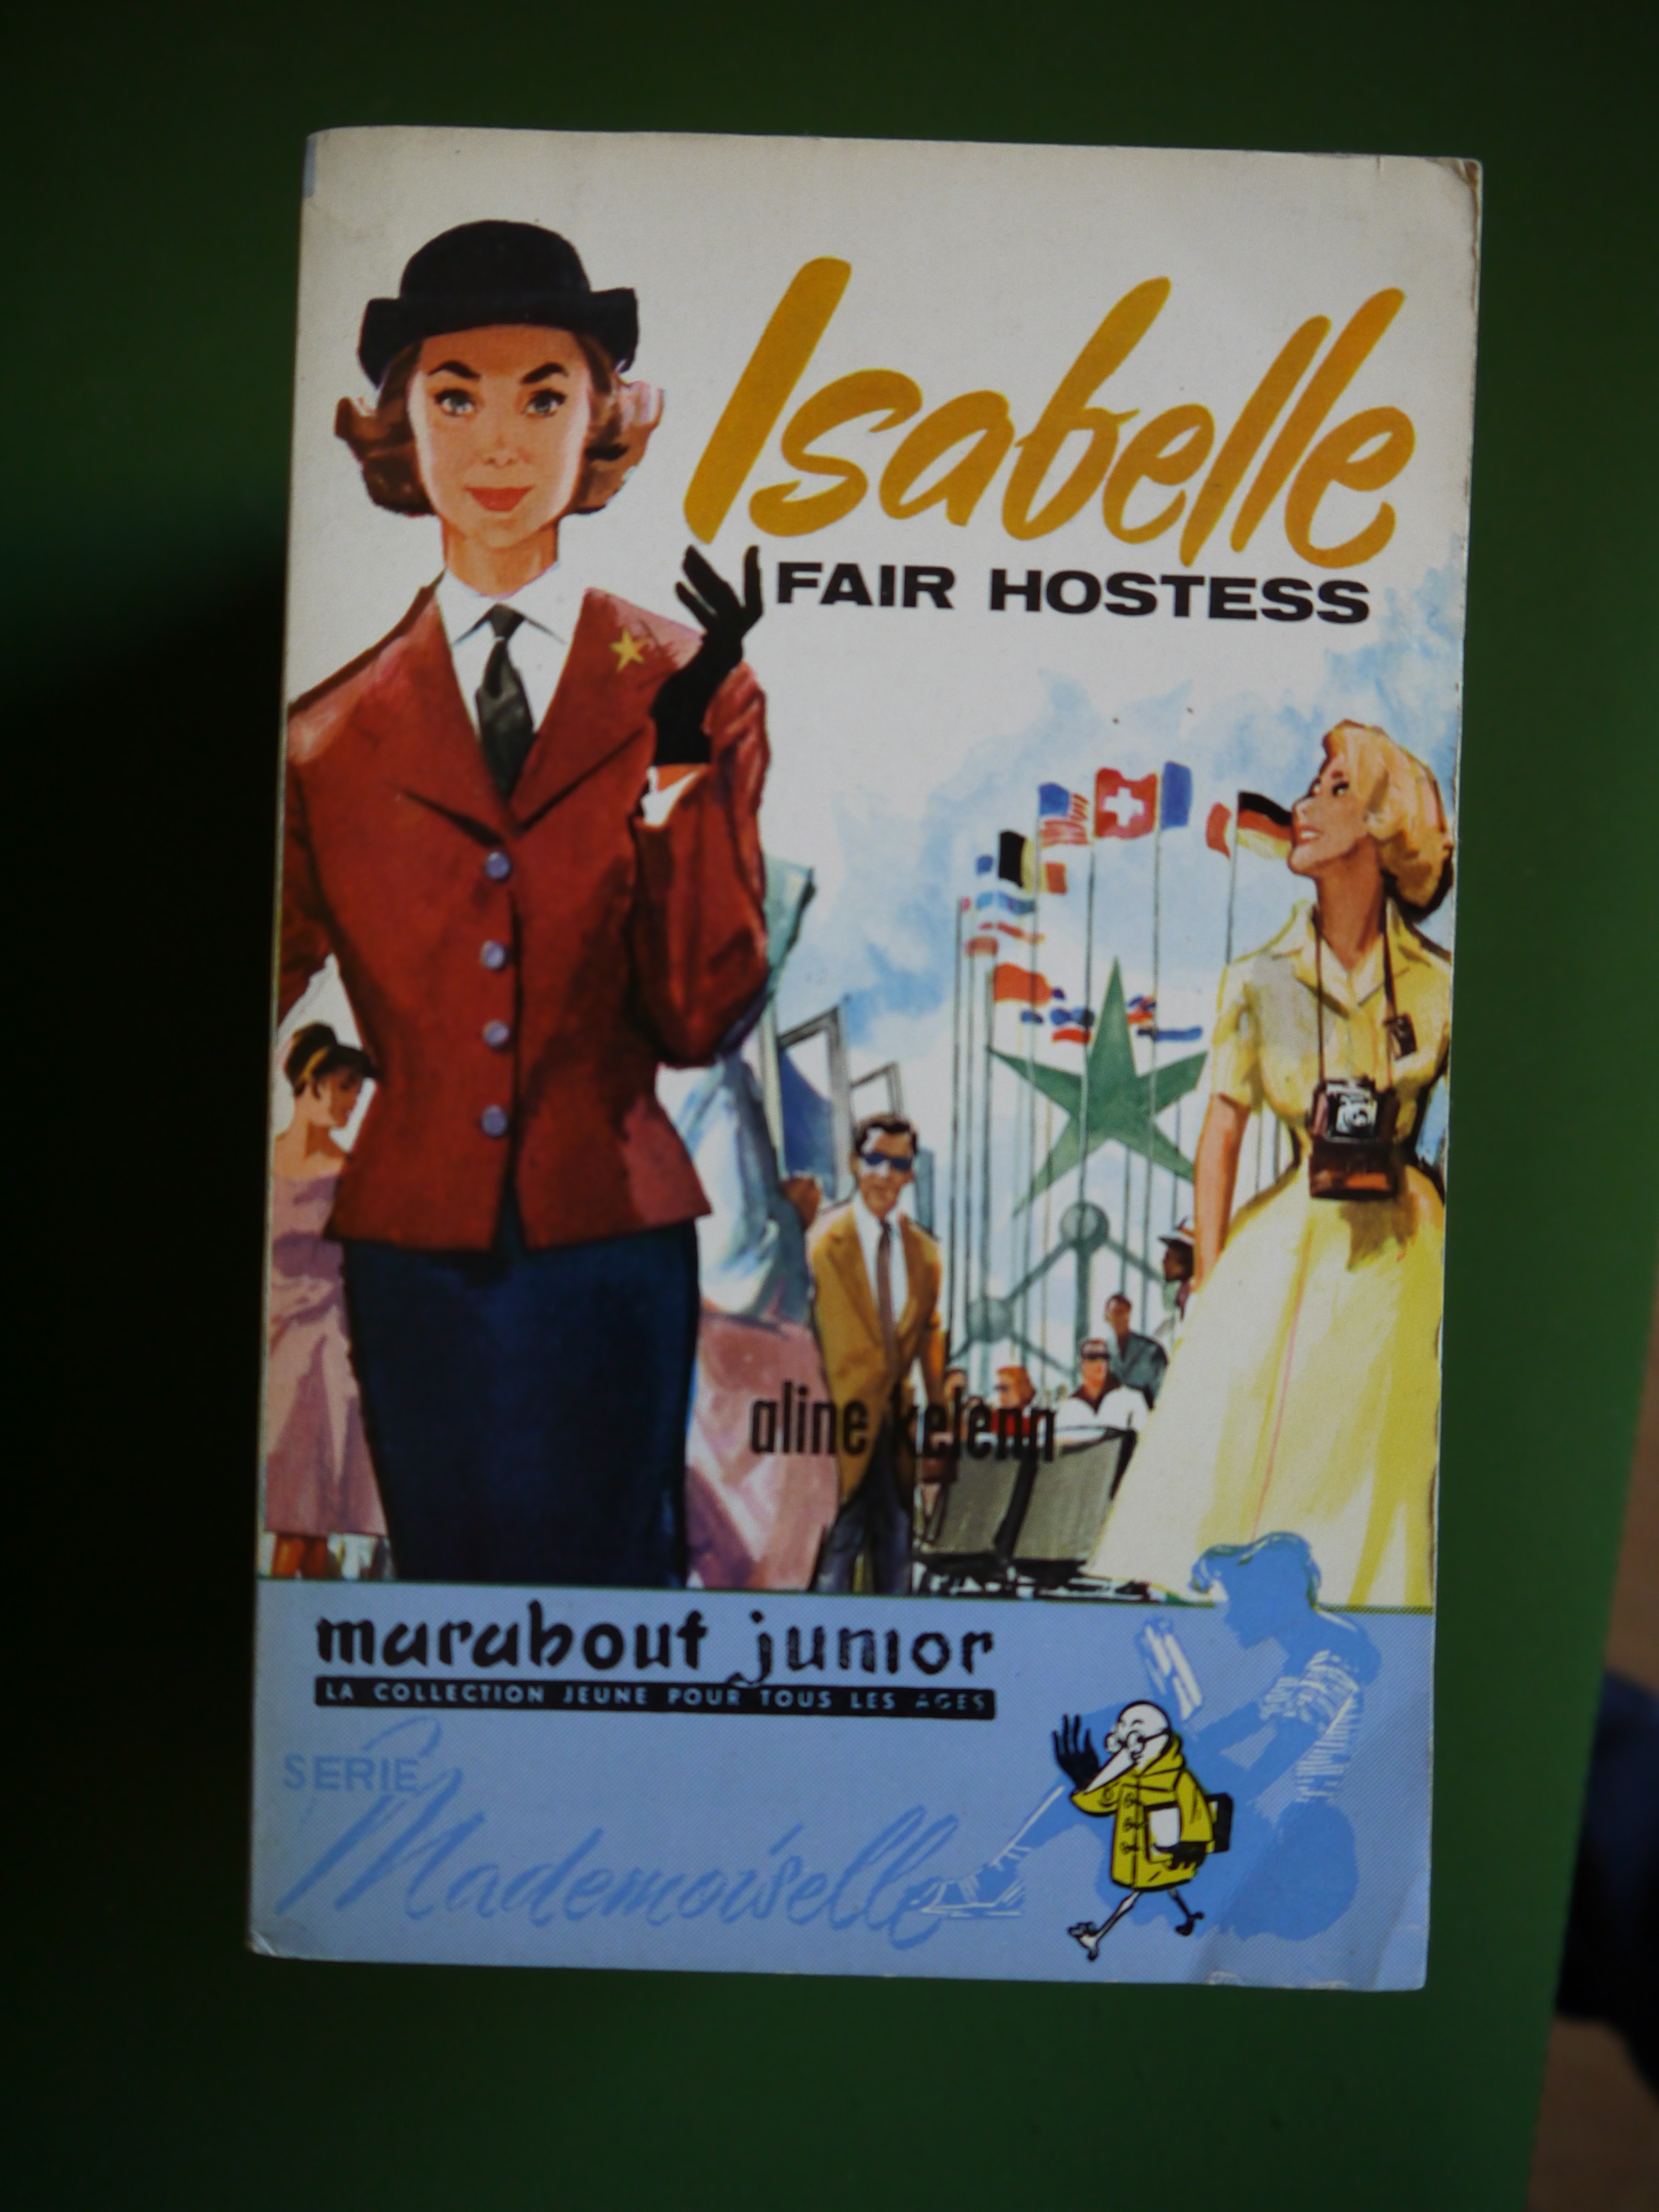 Isabelle
FAIR HOSTESS
aline kelenn
marabout junior
LA COLLECTION JEUNE POUR TOUS LES AGES
SERIE
Mademoiselle